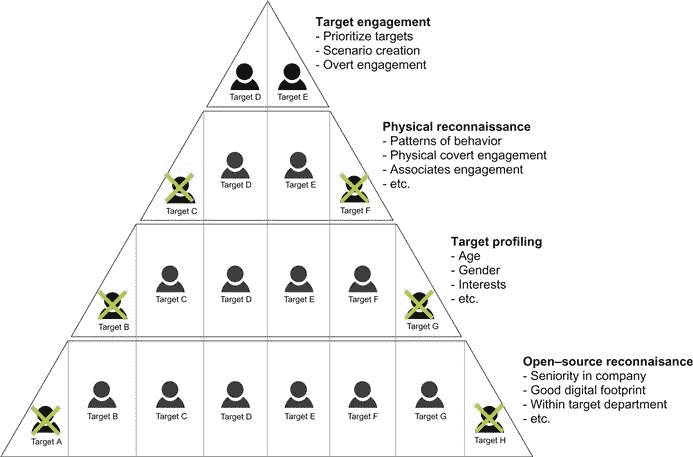 Target engagement
- Prioritize targets
- Scenario creation
- Overt engagement
Target D
Target E
Physical reconnaissance
- Patterns of behavior
- Physical covert engagement
- Associates engagement
- etc.
Target C
Target D
Target E
Target F
Target profiling
- Age
- Gender
- Interests
- etc.
Target B
Target C
Target D
Target E
Target F
Target G
Open–source reconnaisance
- Seniority in company
- Good digital footprint
- Within target department
- etc.
Target A
Target B
Target C
Target D
Target E
Target F
Target G
Target H